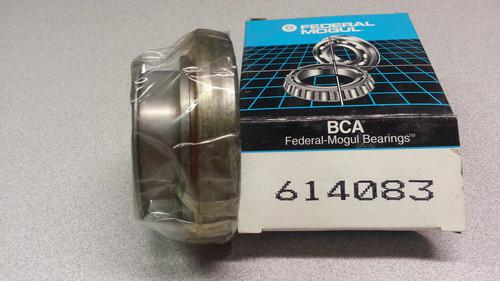 FEDERAL
MOGUL.
BCA
Federal-Mogul Bearings™
614083